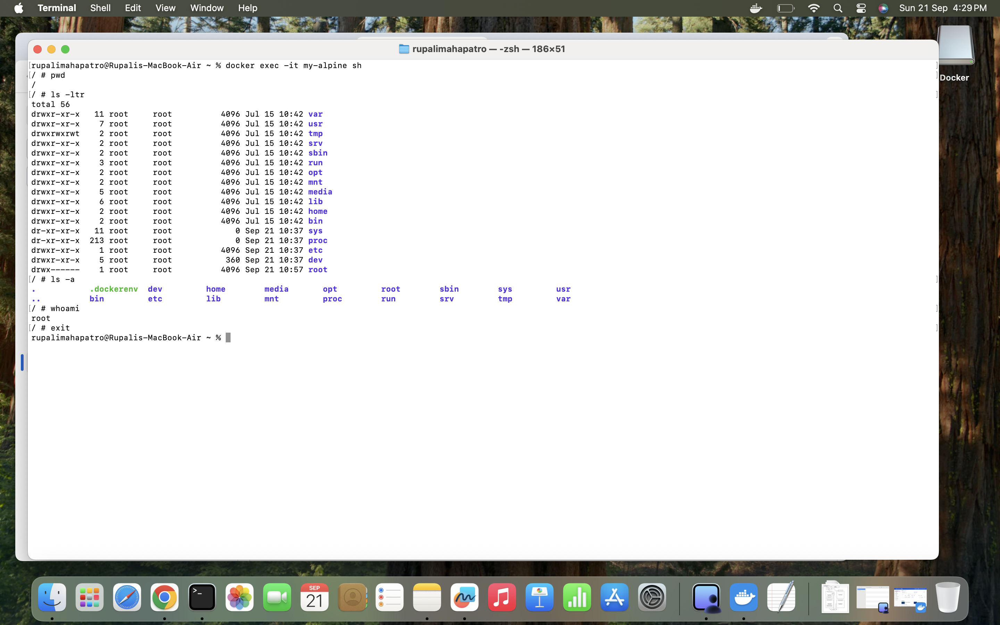 Terminal Shell Edit View Window Help Sun 21 Sep 4:29 PM
rupalimahapatro — -zsh — 186×51
Docker
[rupalimahapatro@Rupalis-MacBook-Air ~ % docker exec -it my-alpine sh ]
[/ # pwd ]
/
[/ # ls -ltr ]
total 56
drwxr-xr-x 11 root root 4096 Jul 15 10:42 var
drwxr-xr-x 7 root root 4096 Jul 15 10:42 usr
drwxrwxrwt 2 root root 4096 Jul 15 10:42 tmp
drwxr-xr-x 2 root root 4096 Jul 15 10:42 srv
drwxr-xr-x 2 root root 4096 Jul 15 10:42 sbin
drwxr-xr-x 3 root root 4096 Jul 15 10:42 run
drwxr-xr-x 2 root root 4096 Jul 15 10:42 opt
drwxr-xr-x 2 root root 4096 Jul 15 10:42 mnt
drwxr-xr-x 5 root root 4096 Jul 15 10:42 media
drwxr-xr-x 6 root root 4096 Jul 15 10:42 lib
drwxr-xr-x 2 root root 4096 Jul 15 10:42 home
drwxr-xr-x 2 root root 4096 Jul 15 10:42 bin
dr-xr-xr-x 11 root root 0 Sep 21 10:37 sys
dr-xr-xr-x 213 root root 0 Sep 21 10:37 proc
drwxr-xr-x 1 root root 4096 Sep 21 10:37 etc
drwxr-xr-x 5 root root 360 Sep 21 10:37 dev
drwx------ 1 root root 4096 Sep 21 10:57 root
[/ # ls -a ]
. .dockerenv dev home media opt root sbin sys usr
.. bin etc lib mnt proc run srv tmp var
[/ # whoami ]
root
[/ # exit ]
rupalimahapatro@Rupalis-MacBook-Air ~ %
SEP
21